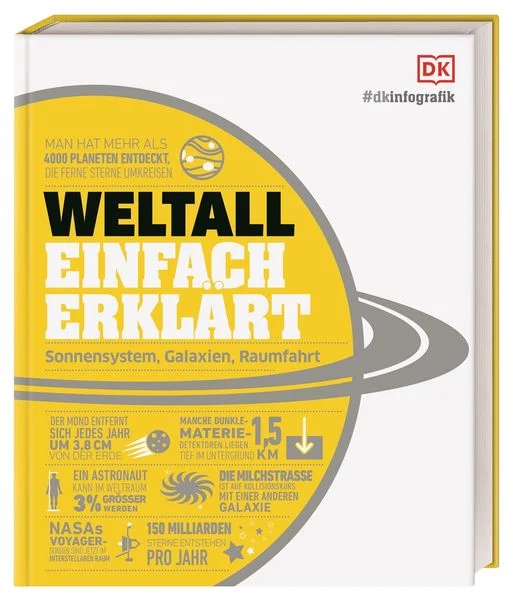 DK
#dkinfografik
MAN HAT MEHR ALS
4000 PLANETEN ENTDECKT,
DIE FERNE STERNE UMKREISEN
WELTALL
EINFACH
ERKLÄRT
Sonnensystem, Galaxien, Raumfahrt
DER MOND ENTFERNT
SICH JEDES JAHR
UM 3,8 CM
VON DER ERDE
MANCHE DUNKLE-
MATERIE-
DETEKTOREN LIEGEN
TIEF IM UNTERGRUND
1,5
KM
EIN ASTRONAUT
KANN IM WELTRAUM
3% GRÖSSER
WERDEN
DIE MILCHSTRASSE
IST AUF KOLLISIONSKURS
MIT EINER ANDEREN
GALAXIE
NASAs
VOYAGER-
SONDEN SIND JETZT IM
INTERSTELLAREN RAUM
150 MILLIARDEN
STERNE ENTSTEHEN
PRO JAHR